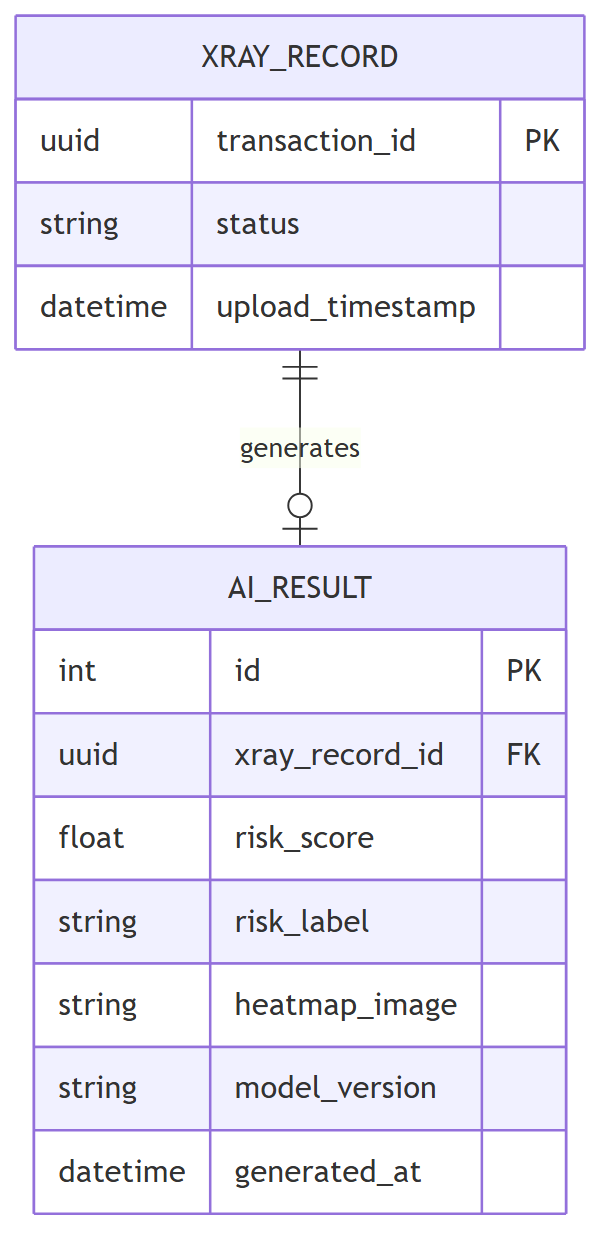 XRAY_RECORD
uuid transaction_id PK
string status
datetime upload_timestamp
generates
AI_RESULT
int id PK
uuid xray_record_id FK
float risk_score
string risk_label
string heatmap_image
string model_version
datetime generated_at